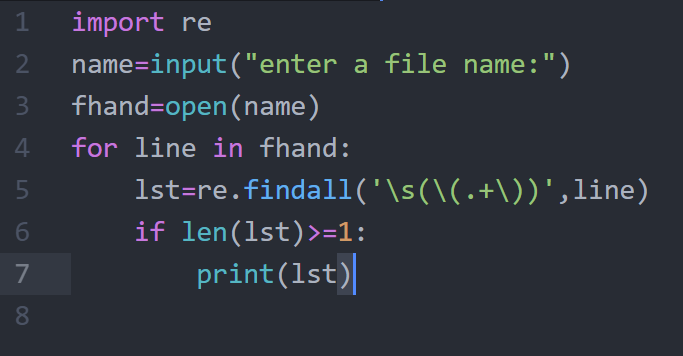 1 import re
2 name=input("enter a file name:")
3 fhand=open(name)
4 for line in fhand:
5     lst=re.findall('\s(\(.+\))',line)
6     if len(lst)>=1:
7         print(lst)
8